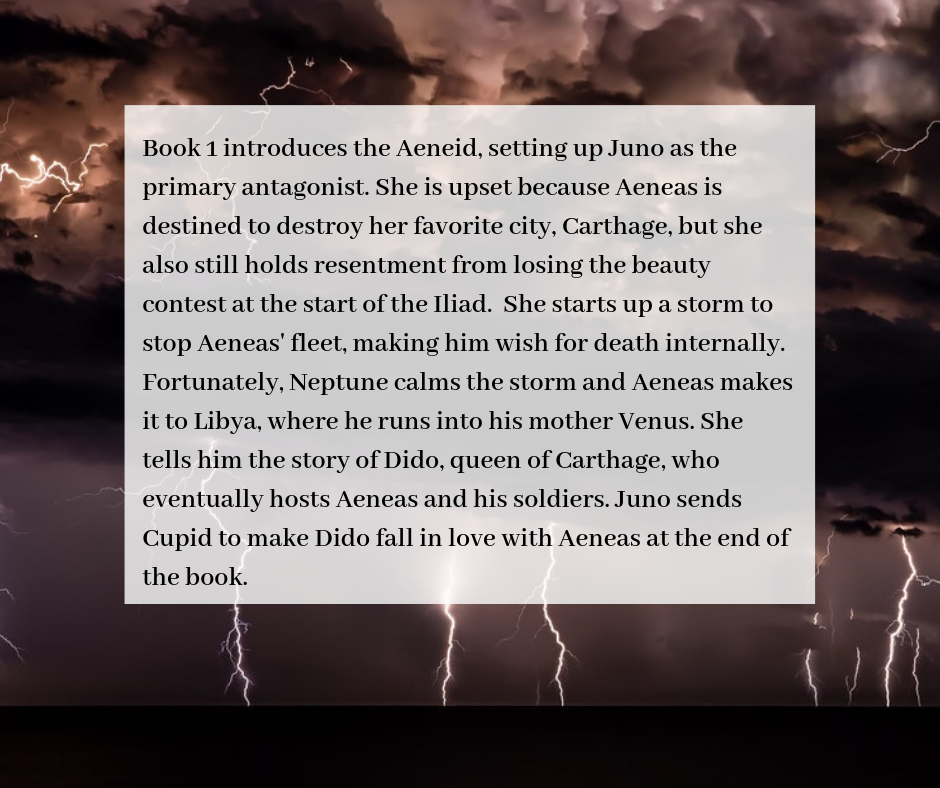 Book 1 introduces the Aeneid, setting up Juno as the
primary antagonist. She is upset because Aeneas is
destined to destroy her favorite city, Carthage, but she
also still holds resentment from losing the beauty
contest at the start of the Iliad.  She starts up a storm to
stop Aeneas' fleet, making him wish for death internally.
Fortunately, Neptune calms the storm and Aeneas makes
it to Libya, where he runs into his mother Venus. She
tells him the story of Dido, queen of Carthage, who
eventually hosts Aeneas and his soldiers. Juno sends
Cupid to make Dido fall in love with Aeneas at the end of
the book.